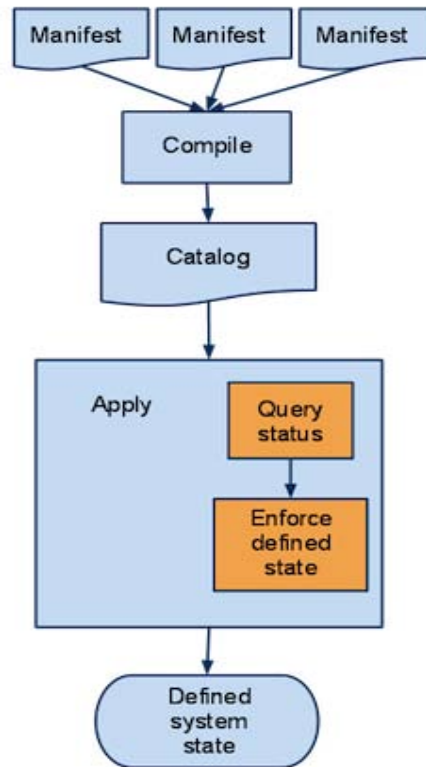 Manifest
Manifest
Manifest
Compile
Catalog
Apply
Query
status
Enforce
defined
state
Defined
system
state